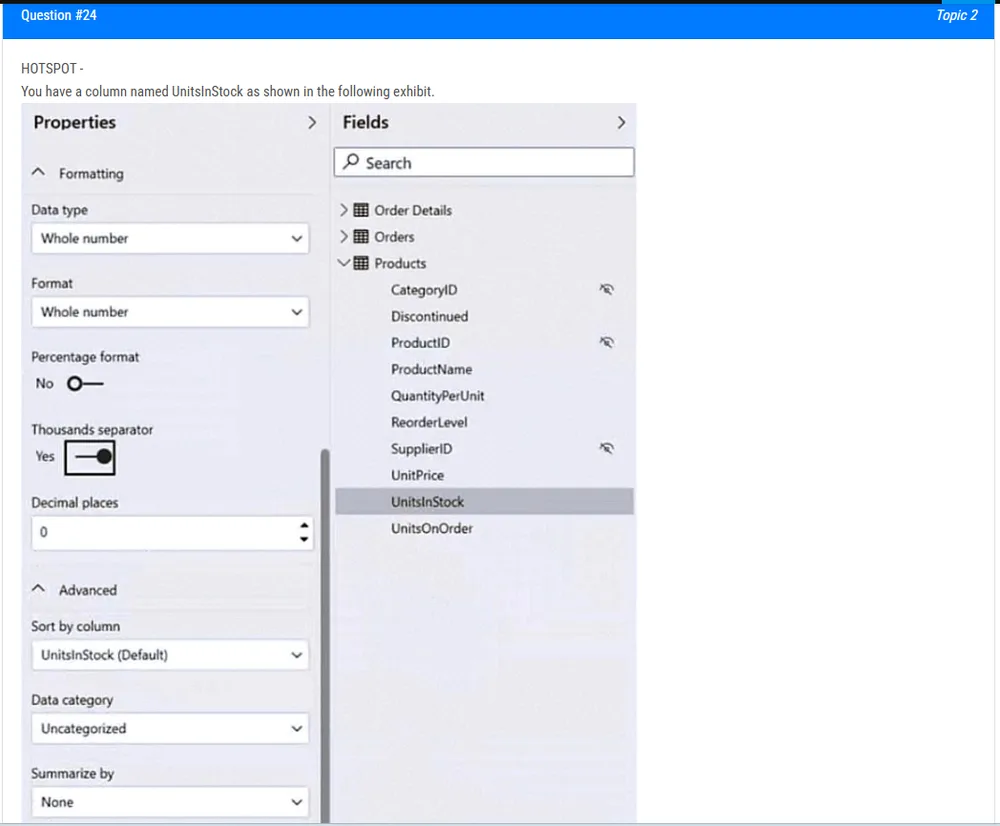 Question #24
Topic 2
HOTSPOT -
You have a column named UnitsInStock as shown in the following exhibit.
Properties
Formatting
Data type
Whole number
Format
Whole number
Percentage format
No
Thousands separator
Yes
Decimal places
0
Advanced
Sort by column
UnitsInStock (Default)
Data category
Uncategorized
Summarize by
None
Fields
Search
Order Details
Orders
Products
CategoryID
Discontinued
ProductID
ProductName
QuantityPerUnit
ReorderLevel
SupplierID
UnitPrice
UnitsInStock
UnitsOnOrder